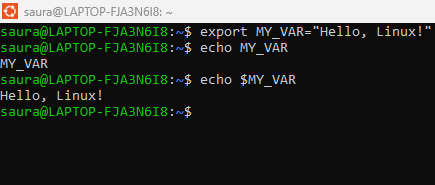 saura@LAPTOP-FJA3N6I8: ~
saura@LAPTOP-FJA3N6I8:~$ export MY_VAR="Hello, Linux!"
saura@LAPTOP-FJA3N6I8:~$ echo MY_VAR
MY_VAR
saura@LAPTOP-FJA3N6I8:~$ echo $MY_VAR
Hello, Linux!
saura@LAPTOP-FJA3N6I8:~$